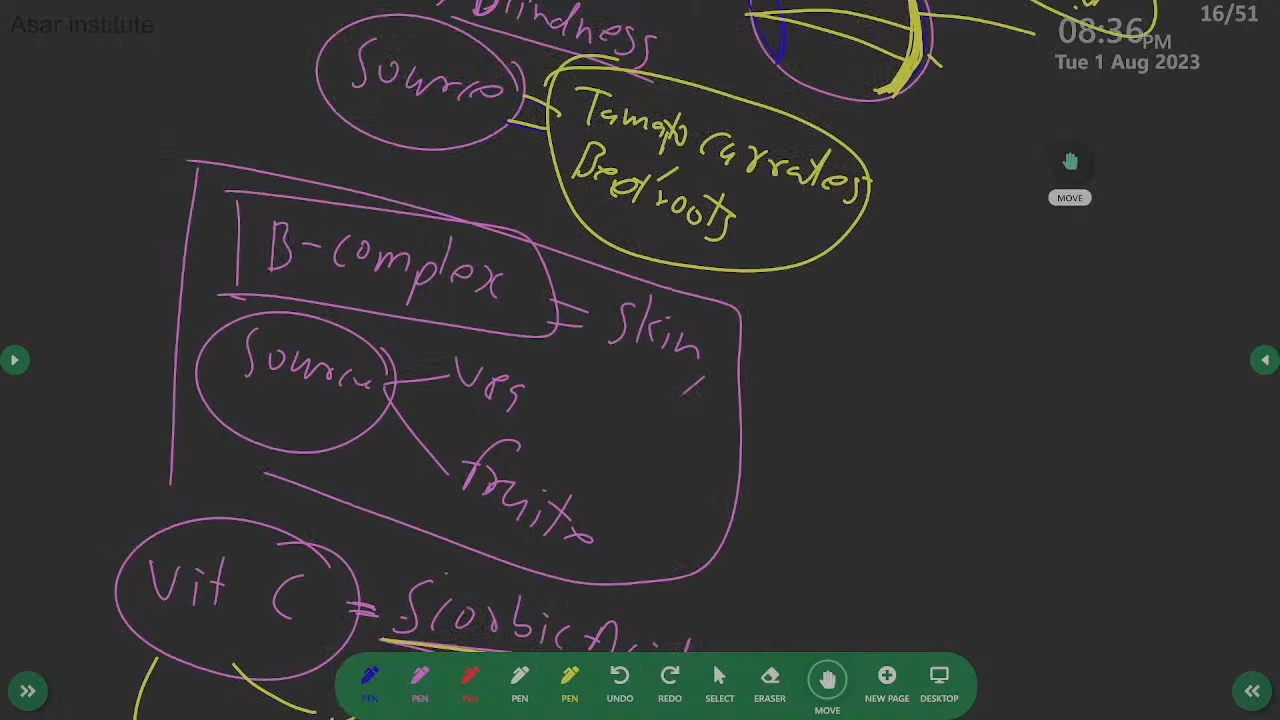 Asar institute
16/51
08:36 PM
Tue 1 Aug 2023
Blindness
Source
Tamato Carrates
Beetroots
MOVE
B-complex = Skin
Source
Veg
fruits
Vit C = Scorbic Acid
PEN PEN PEN PEN PEN UNDO REDO SELECT ERASER MOVE NEW PAGE DESKTOP